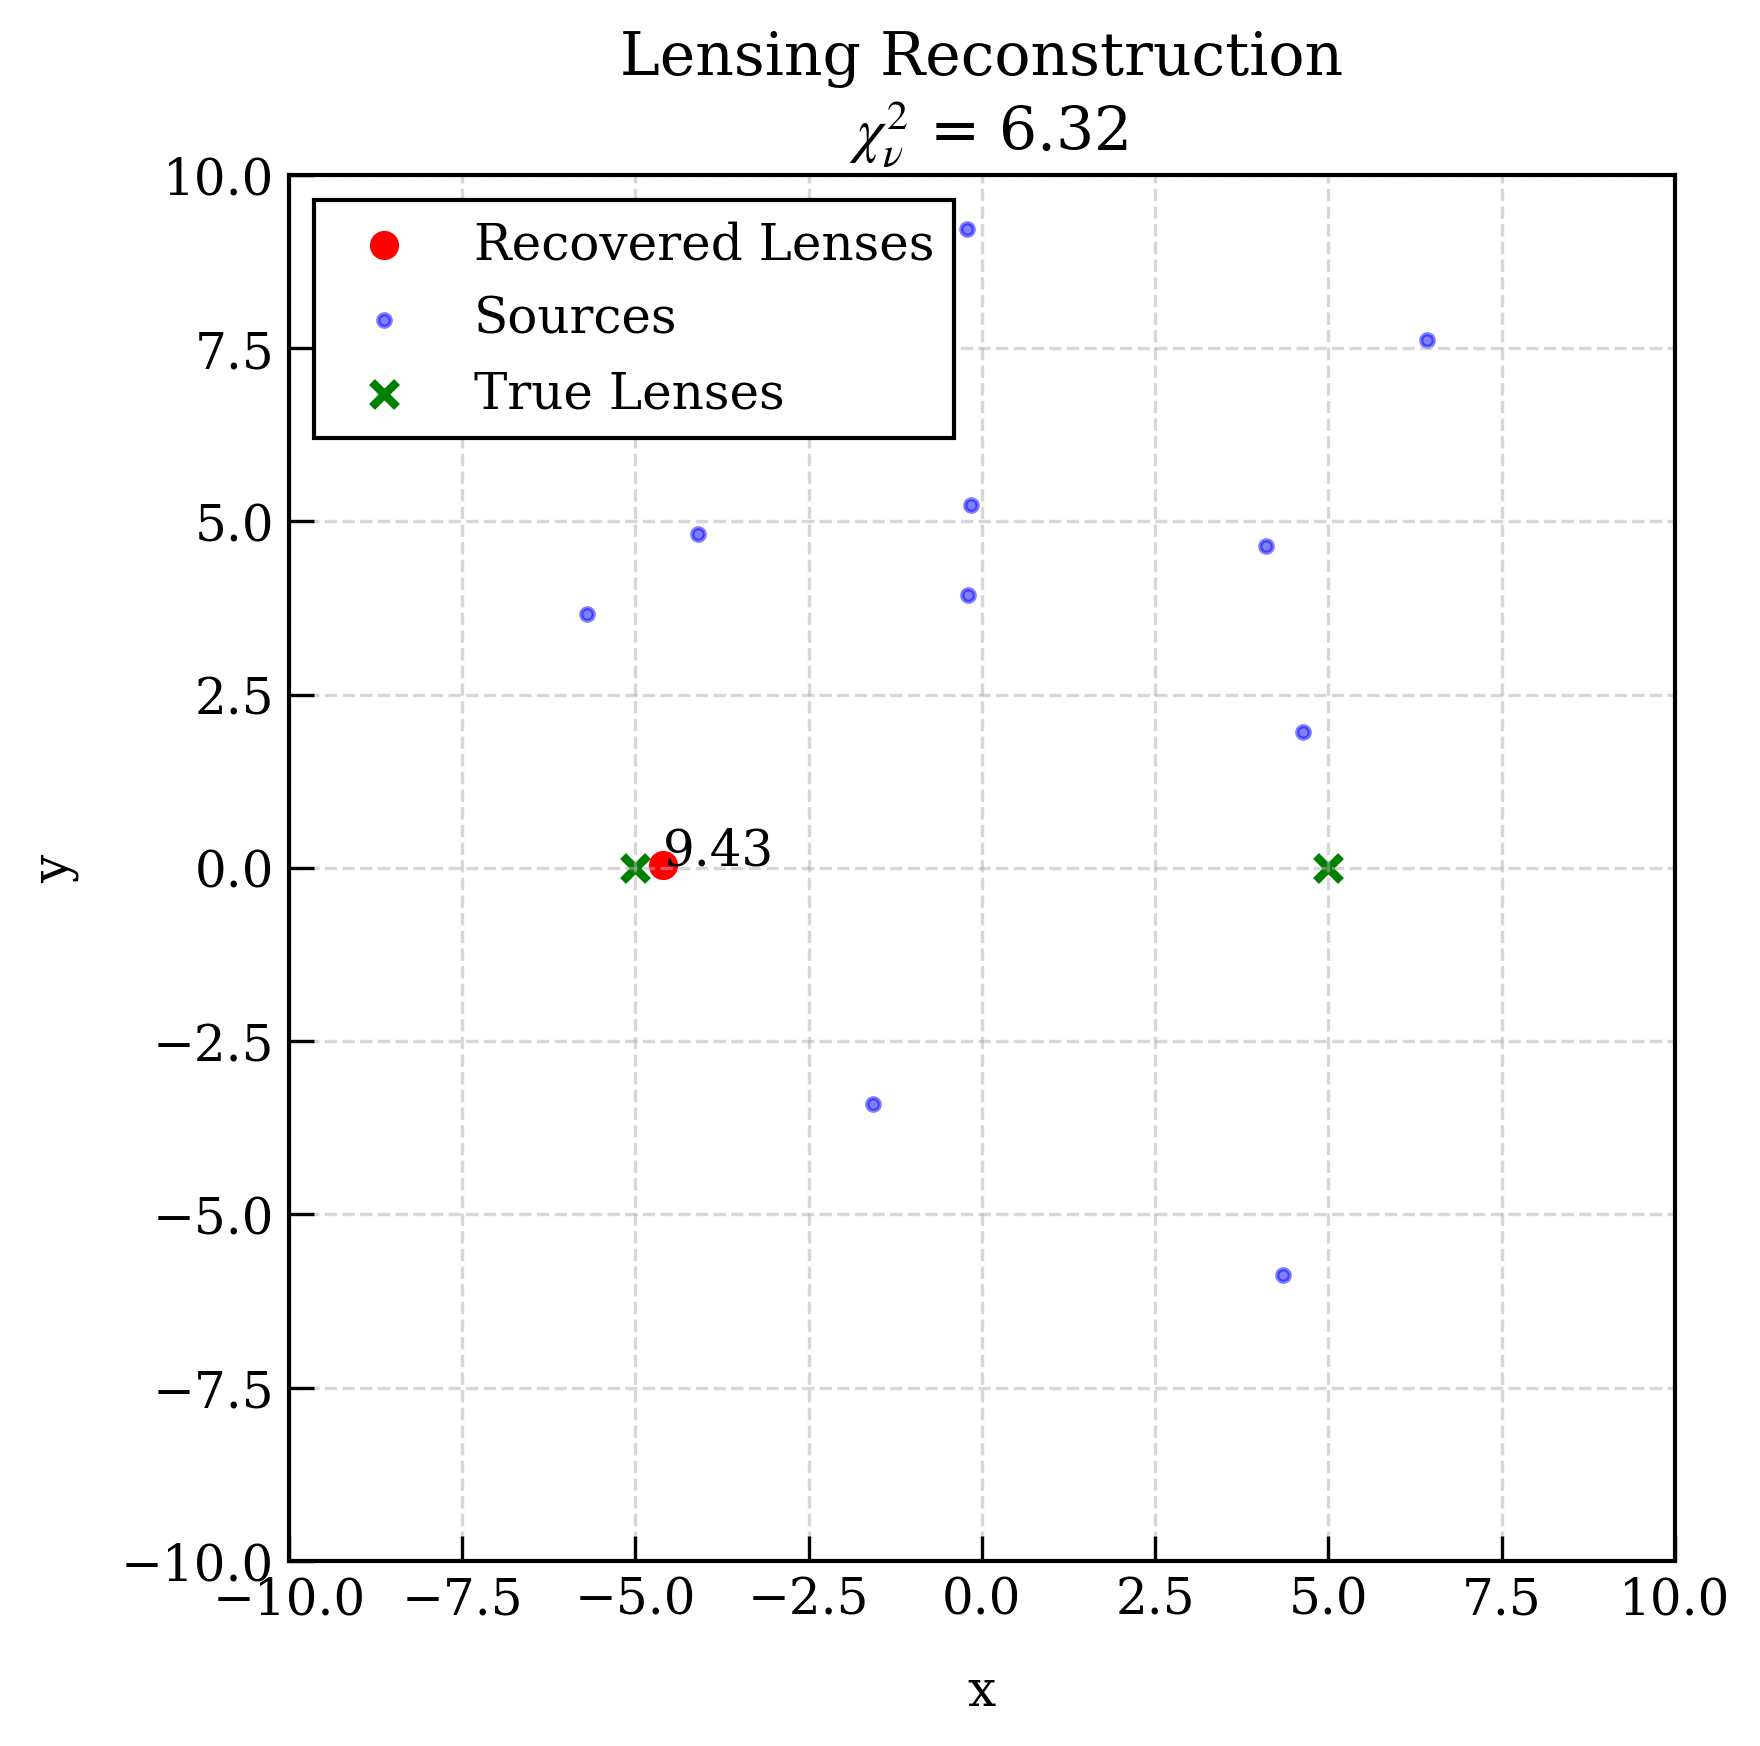 Lensing Reconstruction
χ²ᵥ = 6.32
10.0
7.5
5.0
2.5
0.0
−2.5
−5.0
−7.5
−10.0
y
Recovered Lenses
Sources
True Lenses
9.43
−10.0 −7.5 −5.0 −2.5 0.0 2.5 5.0 7.5 10.0
x